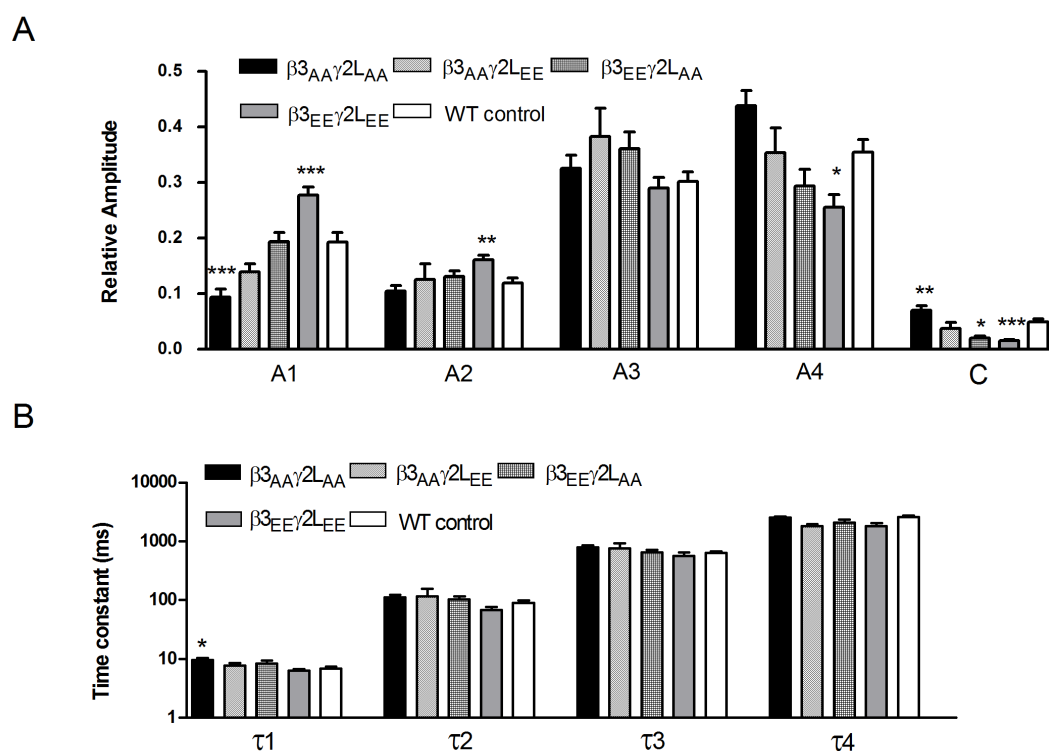 A
β3AAγ2LAA β3AAγ2LEE β3EEγ2LAA
β3EEγ2LEE WT control
Relative Amplitude
0.5
0.4
0.3
0.2
0.1
0.0
*** *** ** * ** * ***
A1 A2 A3 A4 C
B
β3AAγ2LAA β3AAγ2LEE β3EEγ2LAA
β3EEγ2LEE WT control
Time constant (ms)
10000
1000
100
10
1
*
τ1 τ2 τ3 τ4